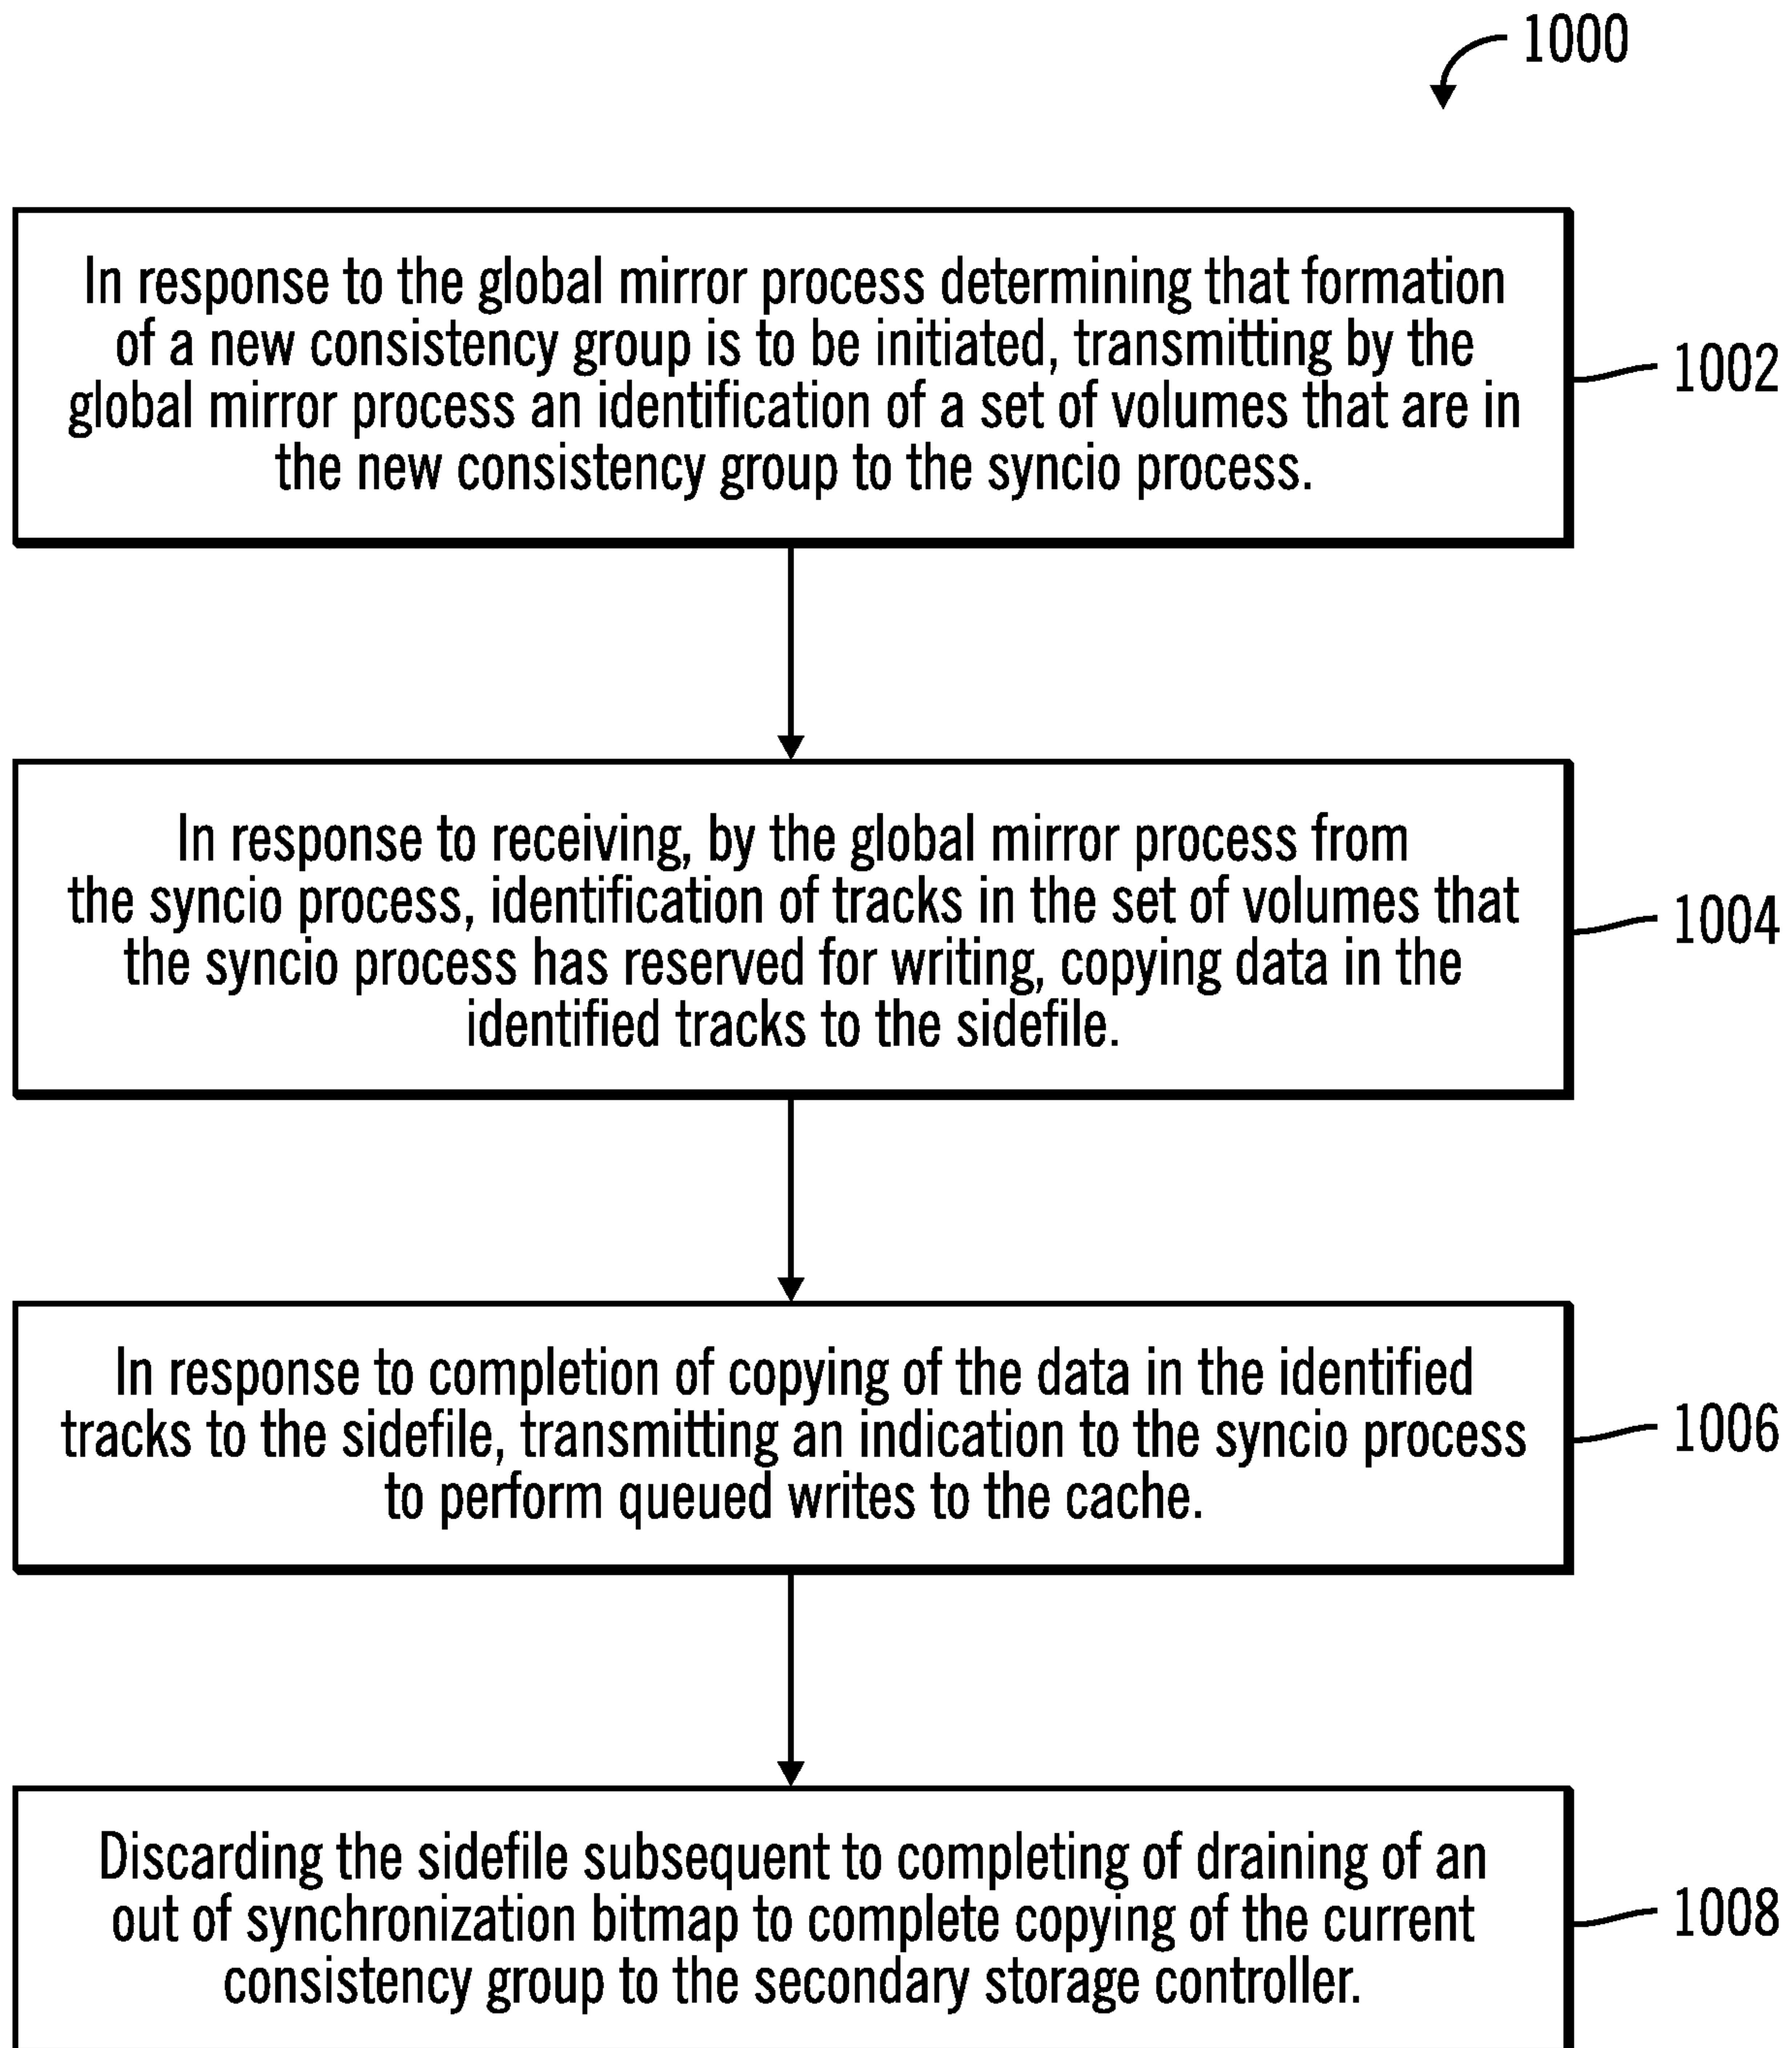 1000
In response to the global mirror process determining that formation
of a new consistency group is to be initiated, transmitting by the
global mirror process an identification of a set of volumes that are in
the new consistency group to the syncio process.
1002
In response to receiving, by the global mirror process from
the syncio process, identification of tracks in the set of volumes that
the syncio process has reserved for writing, copying data in the
identified tracks to the sidefile.
1004
In response to completion of copying of the data in the identified
tracks to the sidefile, transmitting an indication to the syncio process
to perform queued writes to the cache.
1006
Discarding the sidefile subsequent to completing of draining of an
out of synchronization bitmap to complete copying of the current
consistency group to the secondary storage controller.
1008